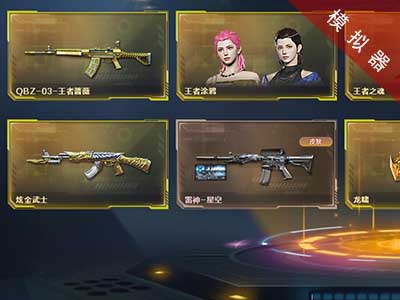 模拟器
QBZ-03-王者蔷薇
王者涂鸦
王者之魂
皮肤
炫金武士
雷神-星空
龙啸